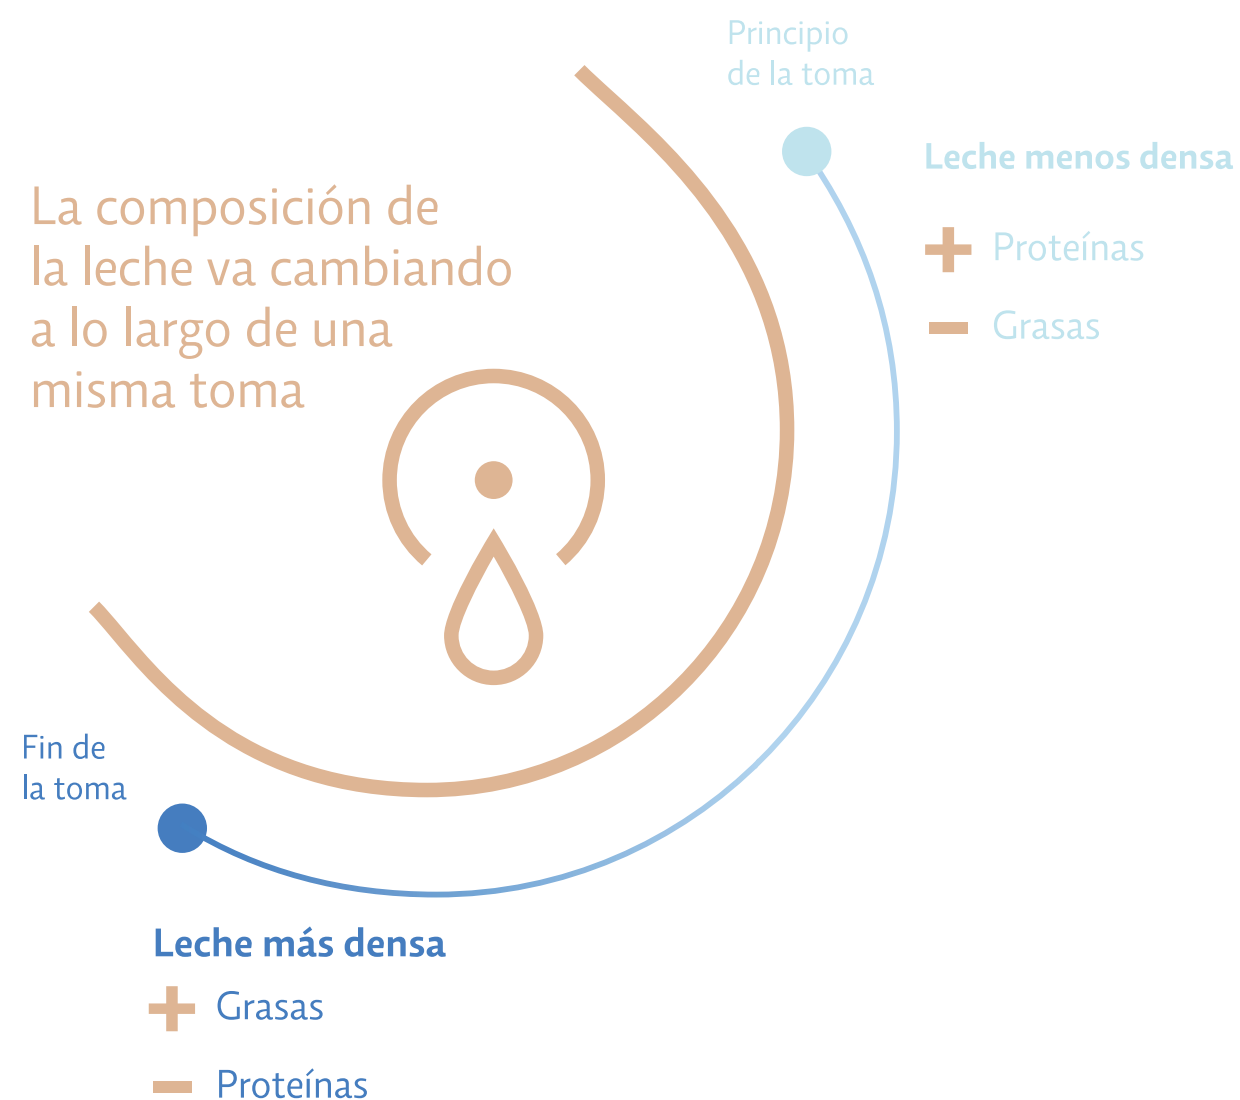 Principio
de la toma
Leche menos densa
+ Proteínas
- Grasas
La composición de
la leche va cambiando
a lo largo de una
misma toma
Fin de
la toma
Leche más densa
+ Grasas
- Proteínas